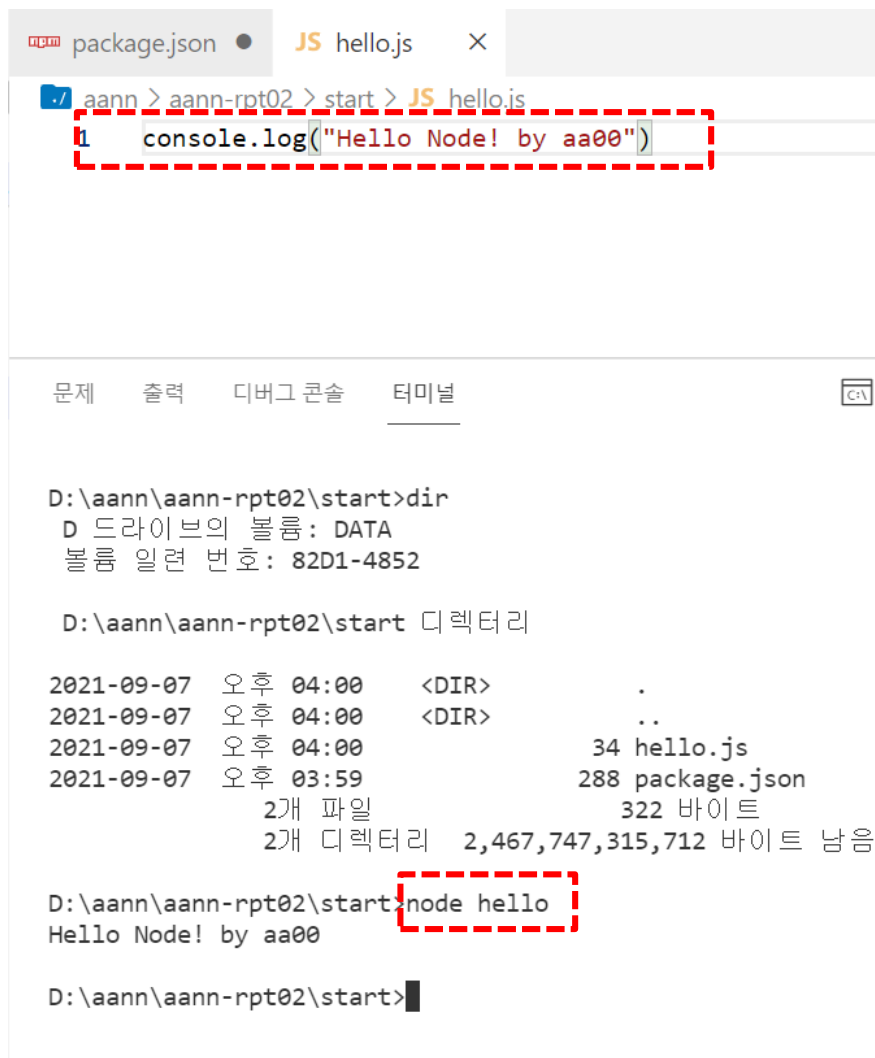 npm package.json ● JS hello.js ×
./ aann > aann-rpt02 > start > JS hello.js
1 console.log("Hello Node! by aa00")
문제 출력 디버그 콘솔 터미널 C:\
D:\aann\aann-rpt02\start>dir
D 드라이브의 볼륨: DATA
볼륨 일련 번호: 82D1-4852
D:\aann\aann-rpt02\start 디렉터리
2021-09-07 오후 04:00 <DIR> .
2021-09-07 오후 04:00 <DIR> ..
2021-09-07 오후 04:00 34 hello.js
2021-09-07 오후 03:59 288 package.json
2개 파일 322 바이트
2개 디렉터리 2,467,747,315,712 바이트 남음
D:\aann\aann-rpt02\start>node hello
Hello Node! by aa00
D:\aann\aann-rpt02\start>